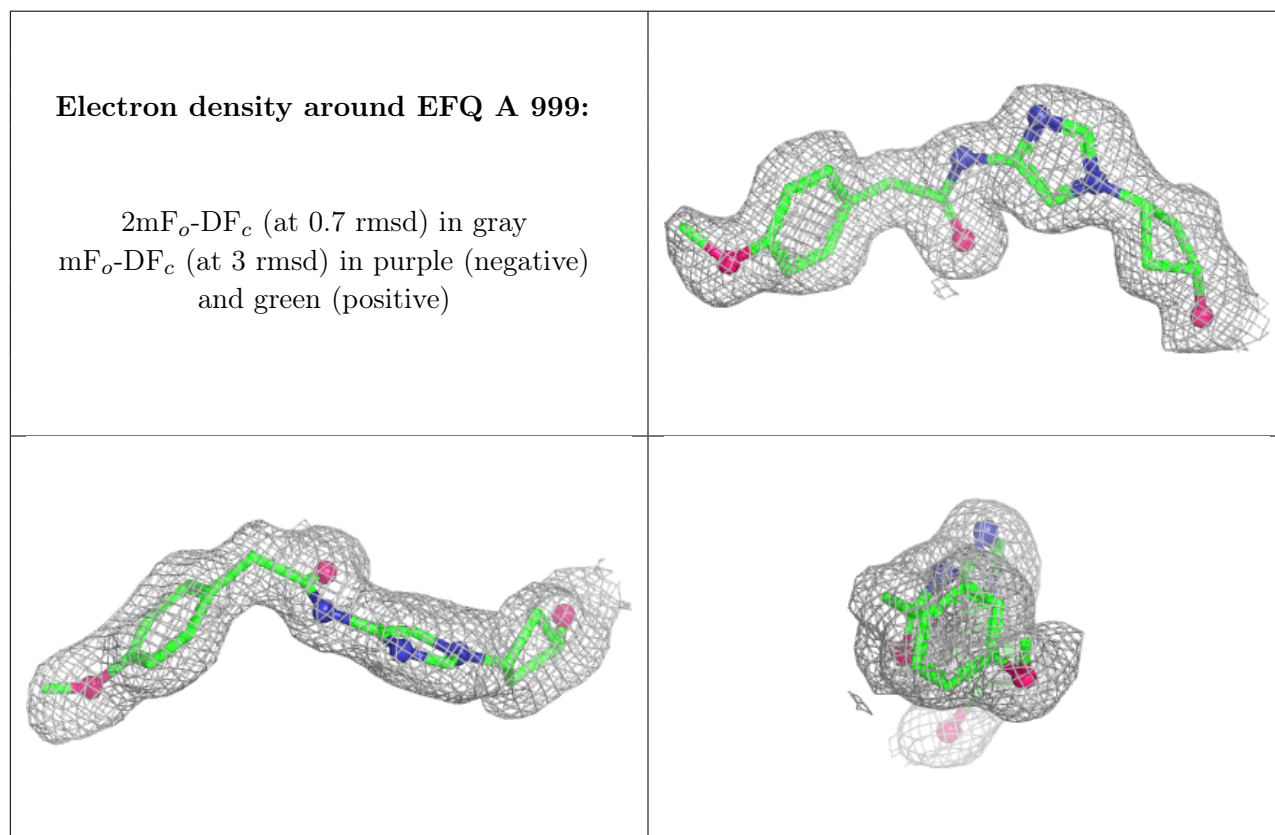 Electron density around EFQ A 999:
2mFo-DFc (at 0.7 rmsd) in gray
mFo-DFc (at 3 rmsd) in purple (negative)
and green (positive)